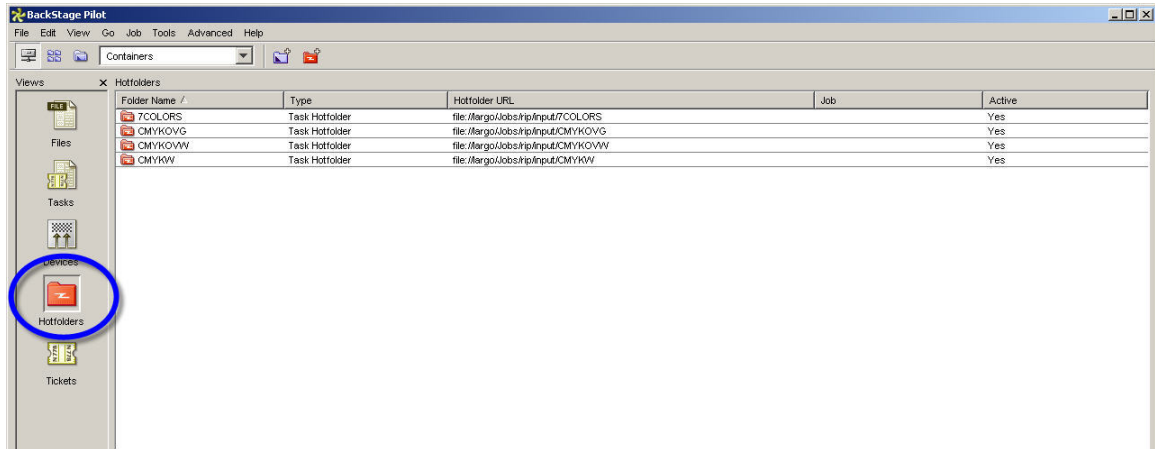 BackStage Pilot
File Edit View Go Job Tools Advanced Help
Containers
Views x Hotfolders
Folder Name Type Hotfolder URL Job Active
7COLORS Task Hotfolder file://largo/Jobs/rip/input/7COLORS Yes
CMYKOVG Task Hotfolder file://largo/Jobs/rip/input/CMYKOVG Yes
CMYKOVW Task Hotfolder file://largo/Jobs/rip/input/CMYKOVW Yes
CMYKW Task Hotfolder file://largo/Jobs/rip/input/CMYKW Yes
FILE
Files
Tasks
Devices
Hotfolders
Tickets